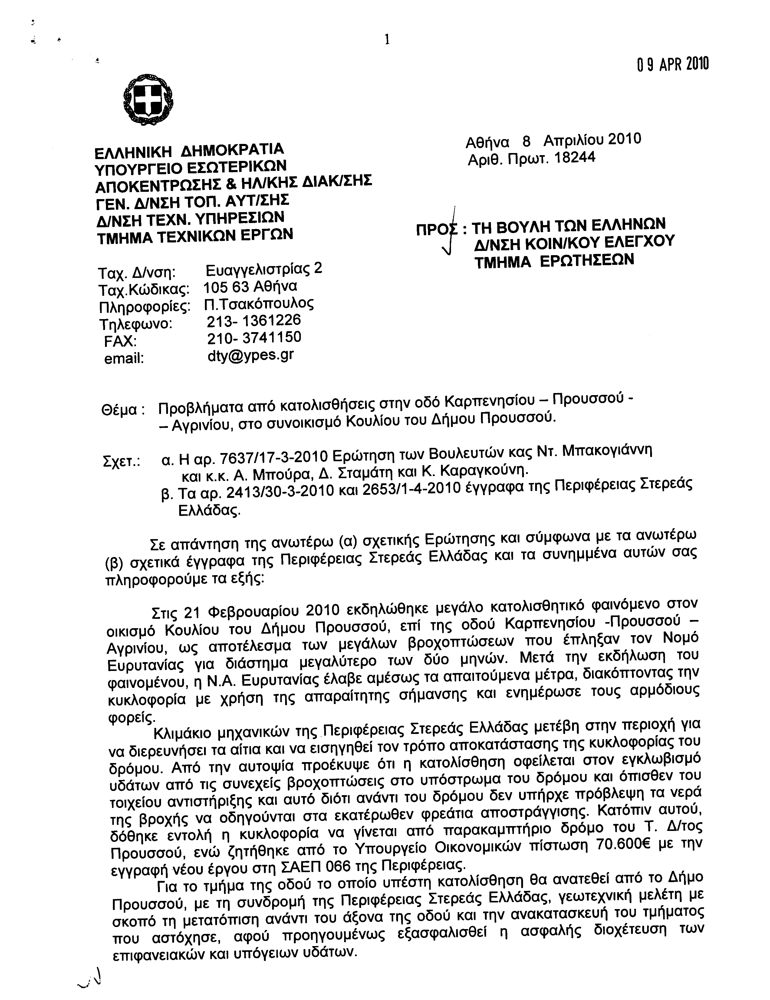 1
09 APR 2010
ΕΛΛΗΝΙΚΗ ΔΗΜΟΚΡΑΤΙΑ
ΥΠΟΥΡΓΕΙΟ ΕΣΩΤΕΡΙΚΩΝ
ΑΠΟΚΕΝΤΡΩΣΗΣ & ΗΛ/ΚΗΣ ΔΙΑΚ/ΣΗΣ
ΓΕΝ. Δ/ΝΣΗ ΤΟΠ. ΑΥΤ/ΣΗΣ
Δ/ΝΣΗ ΤΕΧΝ. ΥΠΗΡΕΣΙΩΝ
ΤΜΗΜΑ ΤΕΧΝΙΚΩΝ ΕΡΓΩΝ
Αθήνα 8 Απριλίου 2010
Αριθ. Πρωτ. 18244
ΠΡΟΣ : ΤΗ ΒΟΥΛΗ ΤΩΝ ΕΛΛΗΝΩΝ
Δ/ΝΣΗ ΚΟΙΝ/ΚΟΥ ΕΛΕΓΧΟΥ
ΤΜΗΜΑ ΕΡΩΤΗΣΕΩΝ
Ταχ. Δ/νση: Ευαγγελιστρίας 2
Ταχ.Κώδικας: 105 63 Αθήνα
Πληροφορίες: Π.Τσακόπουλος
Τηλεφωνο: 213- 1361226
FAX: 210- 3741150
email: dty@ypes.gr
Θέμα : Προβλήματα από κατολισθήσεις στην οδό Καρπενησίου – Προυσσού -
– Αγρινίου, στο συνοικισμό Κουλίου του Δήμου Προυσσού.
Σχετ.: α. Η αρ. 7637/17-3-2010 Ερώτηση των Βουλευτών κας Ντ. Μπακογιάννη
και κ.κ. Α. Μπούρα, Δ. Σταμάτη και Κ. Καραγκούνη.
β. Τα αρ. 2413/30-3-2010 και 2653/1-4-2010 έγγραφα της Περιφέρειας Στερεάς
Ελλάδας.
Σε απάντηση της ανωτέρω (α) σχετικής Ερώτησης και σύμφωνα με τα ανωτέρω
(β) σχετικά έγγραφα της Περιφέρειας Στερεάς Ελλάδας και τα συνημμένα αυτών σας
πληροφορούμε τα εξής:
Στις 21 Φεβρουαρίου 2010 εκδηλώθηκε μεγάλο κατολισθητικό φαινόμενο στον
οικισμό Κουλίου του Δήμου Προυσσού, επί της οδού Καρπενησίου -Προυσσού –
Αγρινίου, ως αποτέλεσμα των μεγάλων βροχοπτώσεων που έπληξαν τον Νομό
Ευρυτανίας για διάστημα μεγαλύτερο των δύο μηνών. Μετά την εκδήλωση του
φαινομένου, η Ν.Α. Ευρυτανίας έλαβε αμέσως τα απαιτούμενα μέτρα, διακόπτοντας την
κυκλοφορία με χρήση της απαραίτητης σήμανσης και ενημέρωσε τους αρμόδιους
φορείς.
Κλιμάκιο μηχανικών της Περιφέρειας Στερεάς Ελλάδας μετέβη στην περιοχή για
να διερευνήσει τα αίτια και να εισηγηθεί τον τρόπο αποκατάστασης της κυκλοφορίας του
δρόμου. Από την αυτοψία προέκυψε ότι η κατολίσθηση οφείλεται στον εγκλωβισμό
υδάτων από τις συνεχείς βροχοπτώσεις στο υπόστρωμα του δρόμου και όπισθεν του
τοιχείου αντιστήριξης και αυτό διότι ανάντι του δρόμου δεν υπήρχε πρόβλεψη τα νερά
της βροχής να οδηγούνται στα εκατέρωθεν φρεάτια αποστράγγισης. Κατόπιν αυτού,
δόθηκε εντολή η κυκλοφορία να γίνεται από παρακαμπτήριο δρόμο του Τ. Δ/τος
Προυσσού, ενώ ζητήθηκε από το Υπουργείο Οικονομικών πίστωση 70.600€ με την
εγγραφή νέου έργου στη ΣΑΕΠ 066 της Περιφέρειας.
Για το τμήμα της οδού το οποίο υπέστη κατολίσθηση θα ανατεθεί από το Δήμο
Προυσσού, με τη συνδρομή της Περιφέρειας Στερεάς Ελλάδας, γεωτεχνική μελέτη με
σκοπό τη μετατόπιση ανάντι του άξονα της οδού και την ανακατασκευή του τμήματος
που αστόχησε, αφού προηγουμένως εξασφαλισθεί η ασφαλής διοχέτευση των
επιφανειακών και υπόγειων υδάτων.